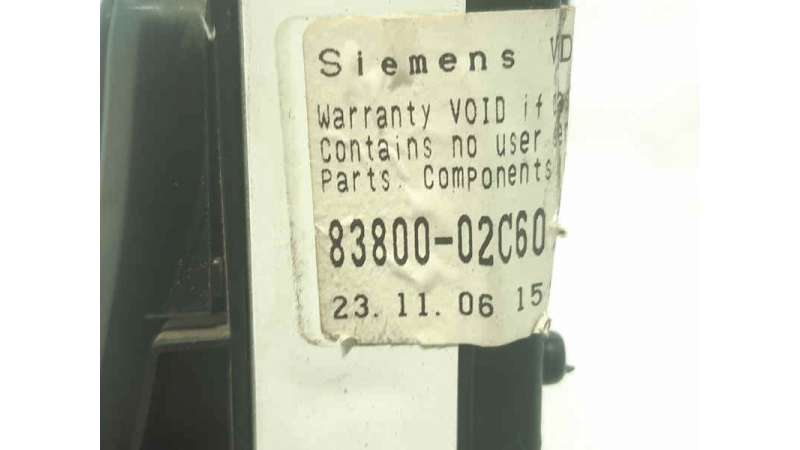 Siemens VD
Warranty VOID if
Contains no user
Parts. Components
83800-02C60
23. 11. 06 15